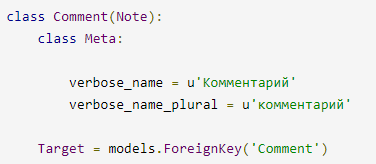 class Comment(Note):
class Meta:
verbose_name = u'Комментарий'
verbose_name_plural = u'комментарий'
Target = models.ForeignKey('Comment')